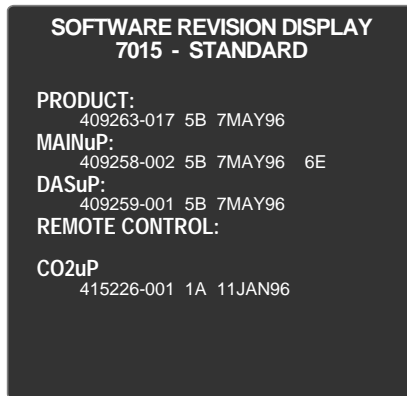 SOFTWARE REVISION DISPLAY
7015 - STANDARD
PRODUCT:
409263-017 5B 7MAY96
MAINuP:
409258-002 5B 7MAY96 6E
DASuP:
409259-001 5B 7MAY96
REMOTE CONTROL:
CO2uP
415226-001 1A 11JAN96